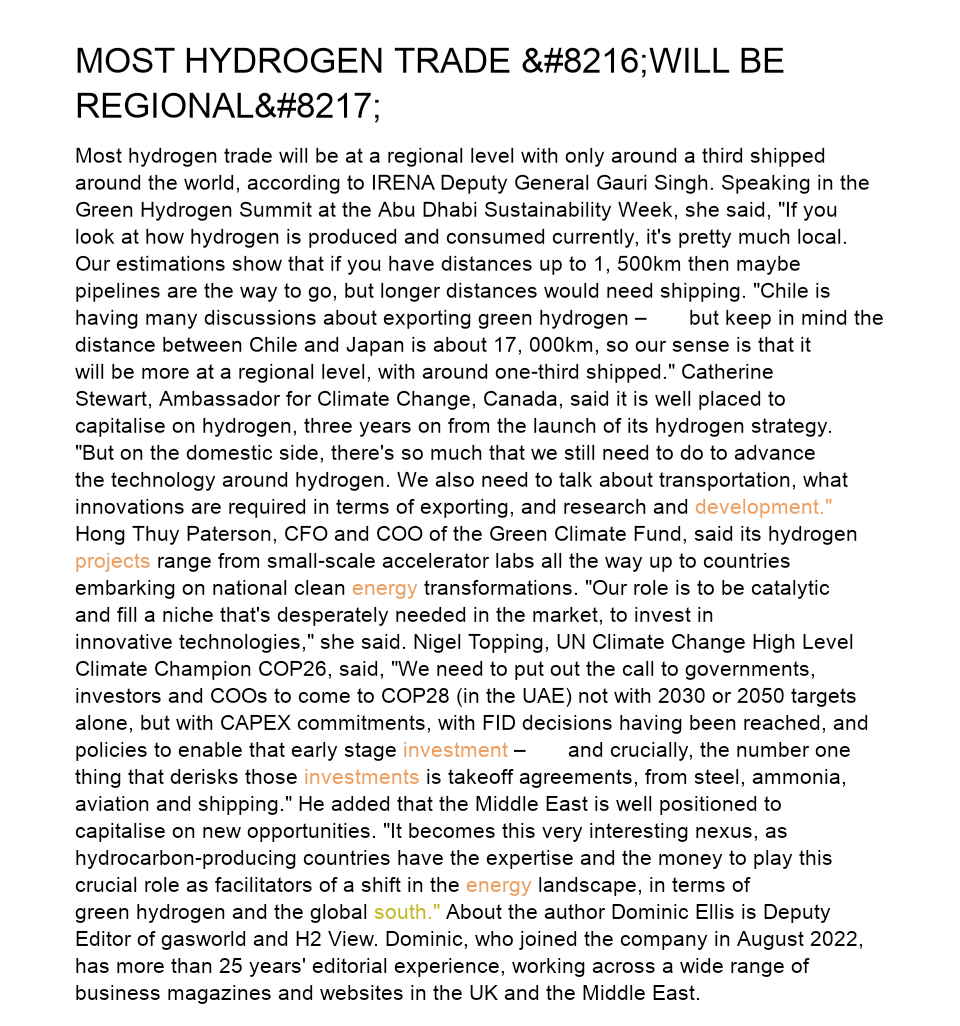 MOST HYDROGEN TRADE &#8216;WILL BE
REGIONAL&#8217;
Most hydrogen trade will be at a regional level with only around a third shipped
around the world, according to IRENA Deputy General Gauri Singh. Speaking in the
Green Hydrogen Summit at the Abu Dhabi Sustainability Week, she said, "If you
look at how hydrogen is produced and consumed currently, it's pretty much local.
Our estimations show that if you have distances up to 1, 500km then maybe
pipelines are the way to go, but longer distances would need shipping. "Chile is
having many discussions about exporting green hydrogen – but keep in mind the
distance between Chile and Japan is about 17, 000km, so our sense is that it
will be more at a regional level, with around one-third shipped." Catherine
Stewart, Ambassador for Climate Change, Canada, said it is well placed to
capitalise on hydrogen, three years on from the launch of its hydrogen strategy.
"But on the domestic side, there's so much that we still need to do to advance
the technology around hydrogen. We also need to talk about transportation, what
innovations are required in terms of exporting, and research and development."
Hong Thuy Paterson, CFO and COO of the Green Climate Fund, said its hydrogen
projects range from small-scale accelerator labs all the way up to countries
embarking on national clean energy transformations. "Our role is to be catalytic
and fill a niche that's desperately needed in the market, to invest in
innovative technologies," she said. Nigel Topping, UN Climate Change High Level
Climate Champion COP26, said, "We need to put out the call to governments,
investors and COOs to come to COP28 (in the UAE) not with 2030 or 2050 targets
alone, but with CAPEX commitments, with FID decisions having been reached, and
policies to enable that early stage investment – and crucially, the number one
thing that derisks those investments is takeoff agreements, from steel, ammonia,
aviation and shipping." He added that the Middle East is well positioned to
capitalise on new opportunities. "It becomes this very interesting nexus, as
hydrocarbon-producing countries have the expertise and the money to play this
crucial role as facilitators of a shift in the energy landscape, in terms of
green hydrogen and the global south." About the author Dominic Ellis is Deputy
Editor of gasworld and H2 View. Dominic, who joined the company in August 2022,
has more than 25 years' editorial experience, working across a wide range of
business magazines and websites in the UK and the Middle East.